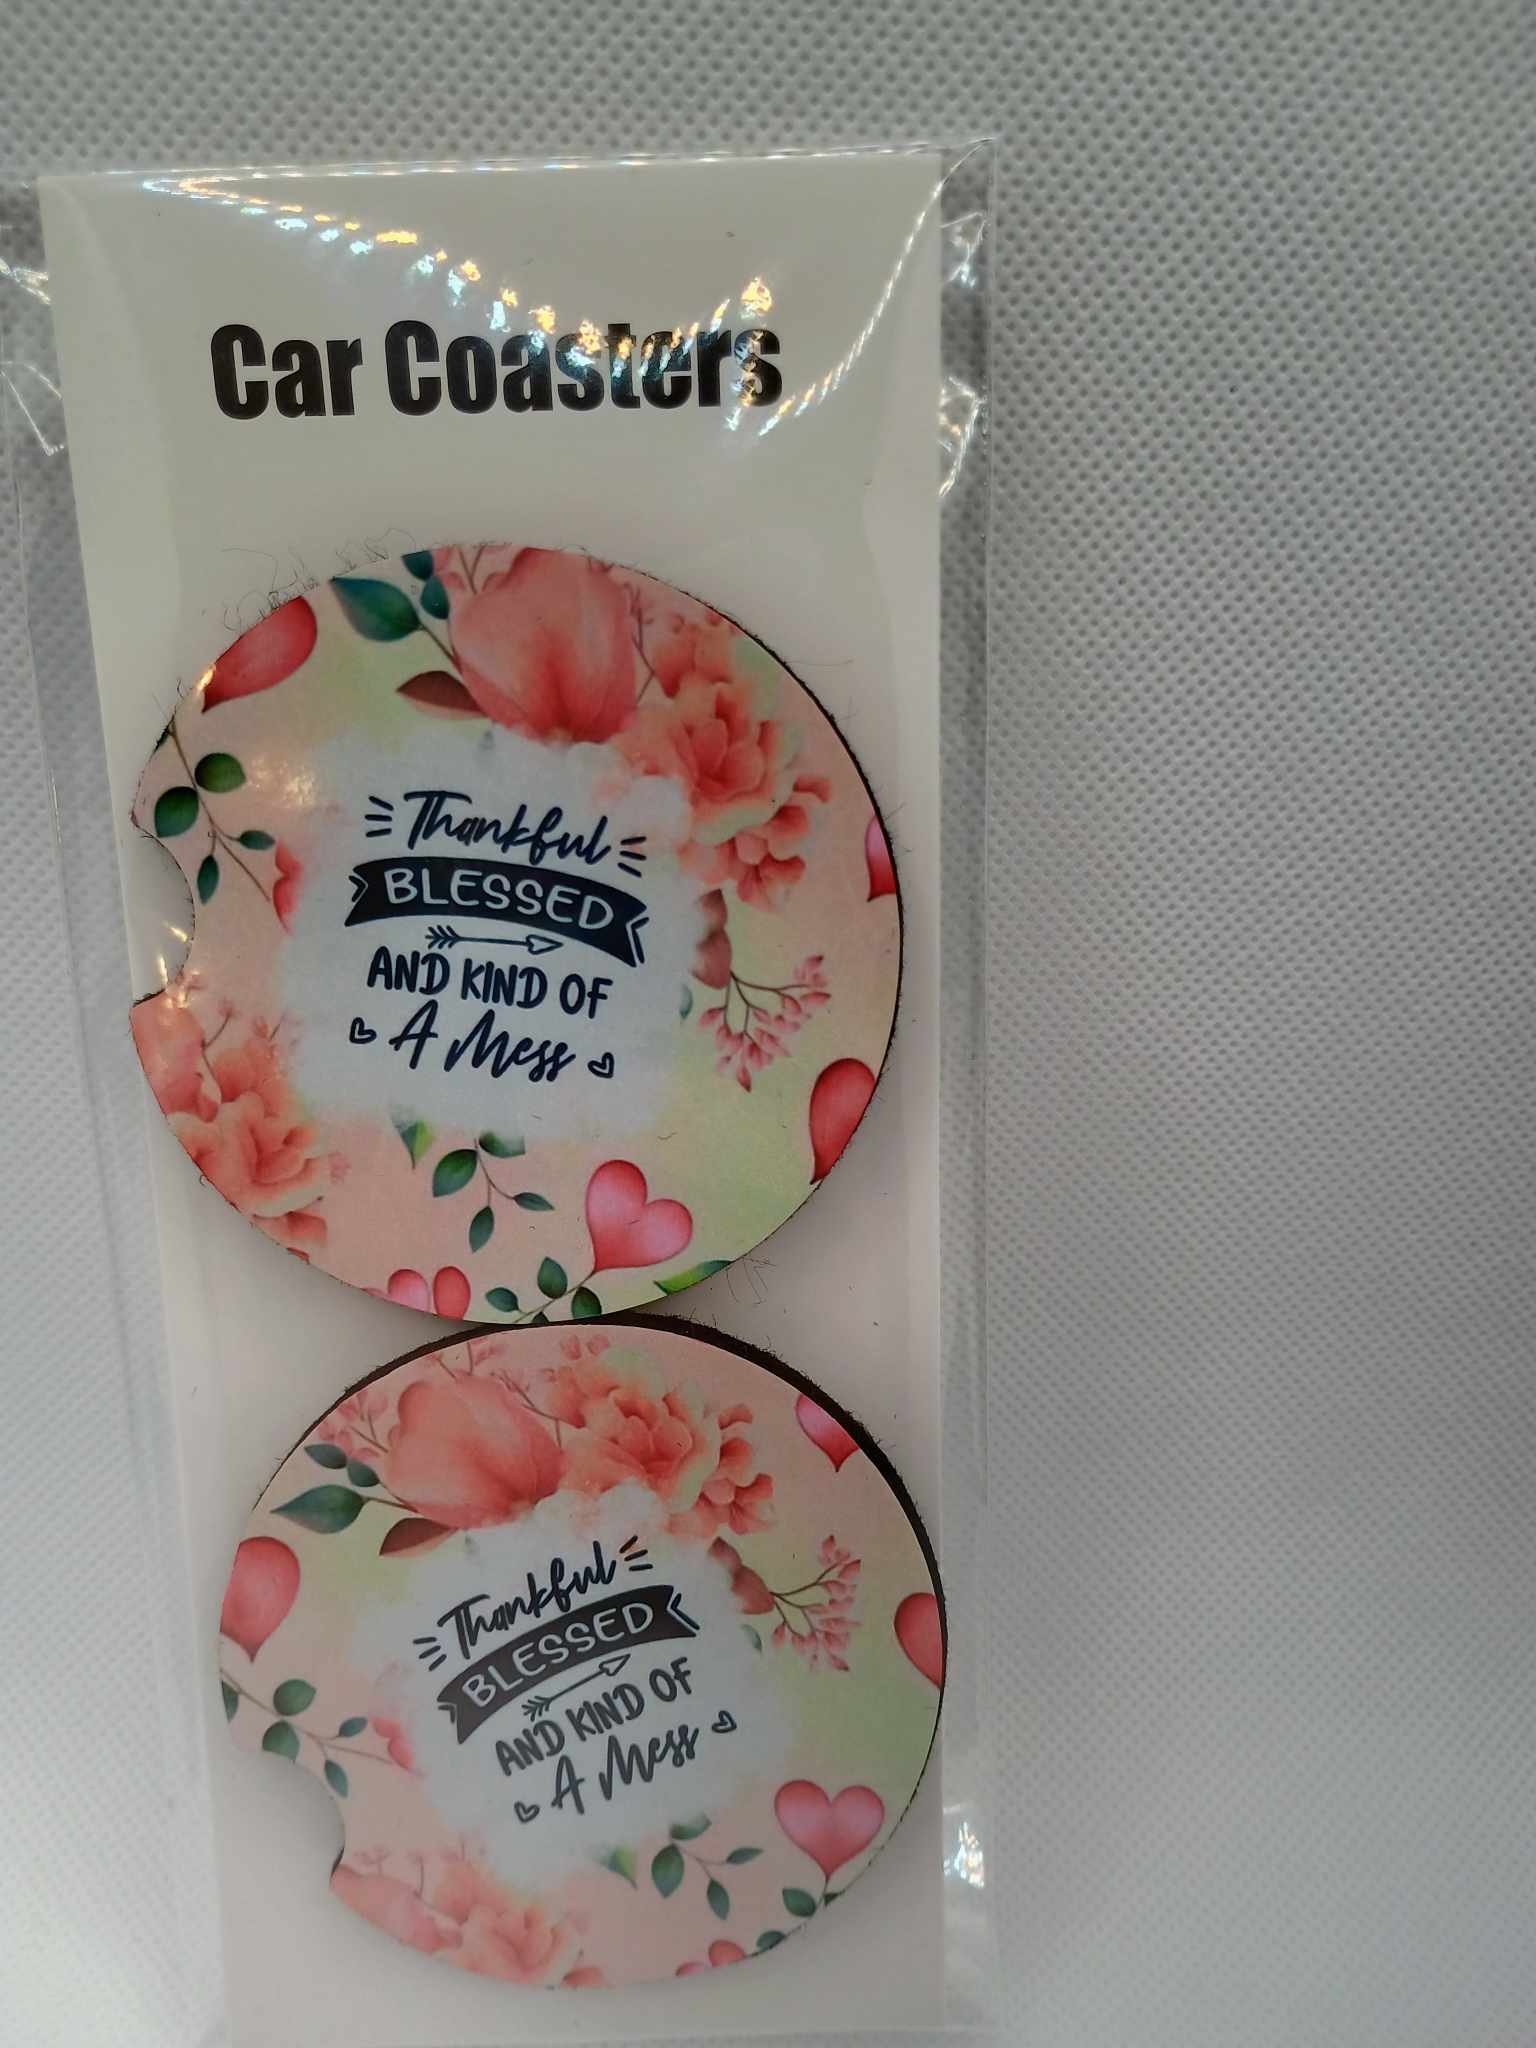 Car Coasters
Thankful
BLESSED
AND KIND OF
A Mess
Thankful
BLESSED
AND KIND OF
A Mess